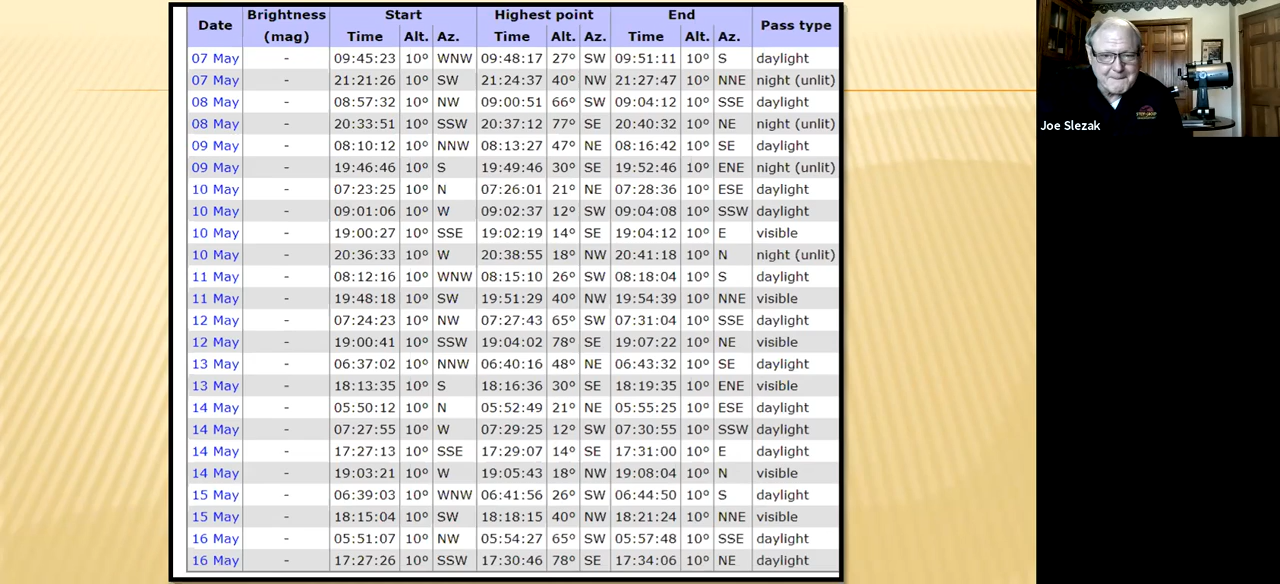 Date Brightness (mag) Start Highest point End Pass type
Time Alt. Az. Time Alt. Az. Time Alt. Az.
07 May - 09:45:23 10° WNW 09:48:17 27° SW 09:51:11 10° S daylight
07 May - 21:21:26 10° SW 21:24:37 40° NW 21:27:47 10° NNE night (unlit)
08 May - 08:57:32 10° NW 09:00:51 66° SW 09:04:12 10° SSE daylight
08 May - 20:33:51 10° SSW 20:37:12 77° SE 20:40:32 10° NE night (unlit)
09 May - 08:10:12 10° NNW 08:13:27 47° NE 08:16:42 10° SE daylight
09 May - 19:46:46 10° S 19:49:46 30° SE 19:52:46 10° ENE night (unlit)
10 May - 07:23:25 10° N 07:26:01 21° NE 07:28:36 10° ESE daylight
10 May - 09:01:06 10° W 09:02:37 12° SW 09:04:08 10° SSW daylight
10 May - 19:00:27 10° SSE 19:02:19 14° SE 19:04:12 10° E visible
10 May - 20:36:33 10° W 20:38:55 18° NW 20:41:18 10° N night (unlit)
11 May - 08:12:16 10° WNW 08:15:10 26° SW 08:18:04 10° S daylight
11 May - 19:48:18 10° SW 19:51:29 40° NW 19:54:39 10° NNE visible
12 May - 07:24:23 10° NW 07:27:43 65° SW 07:31:04 10° SSE daylight
12 May - 19:00:41 10° SSW 19:04:02 78° SE 19:07:22 10° NE visible
13 May - 06:37:02 10° NNW 06:40:16 48° NE 06:43:32 10° SE daylight
13 May - 18:13:35 10° S 18:16:36 30° SE 18:19:35 10° ENE visible
14 May - 05:50:12 10° N 05:52:49 21° NE 05:55:25 10° ESE daylight
14 May - 07:27:55 10° W 07:29:25 12° SW 07:30:55 10° SSW daylight
14 May - 17:27:13 10° SSE 17:29:07 14° SE 17:31:00 10° E daylight
14 May - 19:03:21 10° W 19:05:43 18° NW 19:08:04 10° N visible
15 May - 06:39:03 10° WNW 06:41:56 26° SW 06:44:50 10° S daylight
15 May - 18:15:04 10° SW 18:18:15 40° NW 18:21:24 10° NNE visible
16 May - 05:51:07 10° NW 05:54:27 65° SW 05:57:48 10° SSE daylight
16 May - 17:27:26 10° SSW 17:30:46 78° SE 17:34:06 10° NE daylight
Joe Slezak